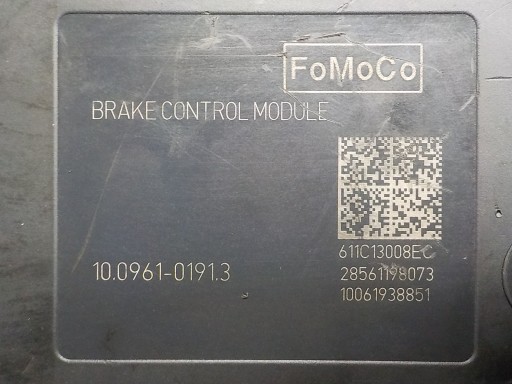 FoMoCo
BRAKE CONTROL MODULE
611C13008EC
10.0961-0191.3
28561198073
10061938851